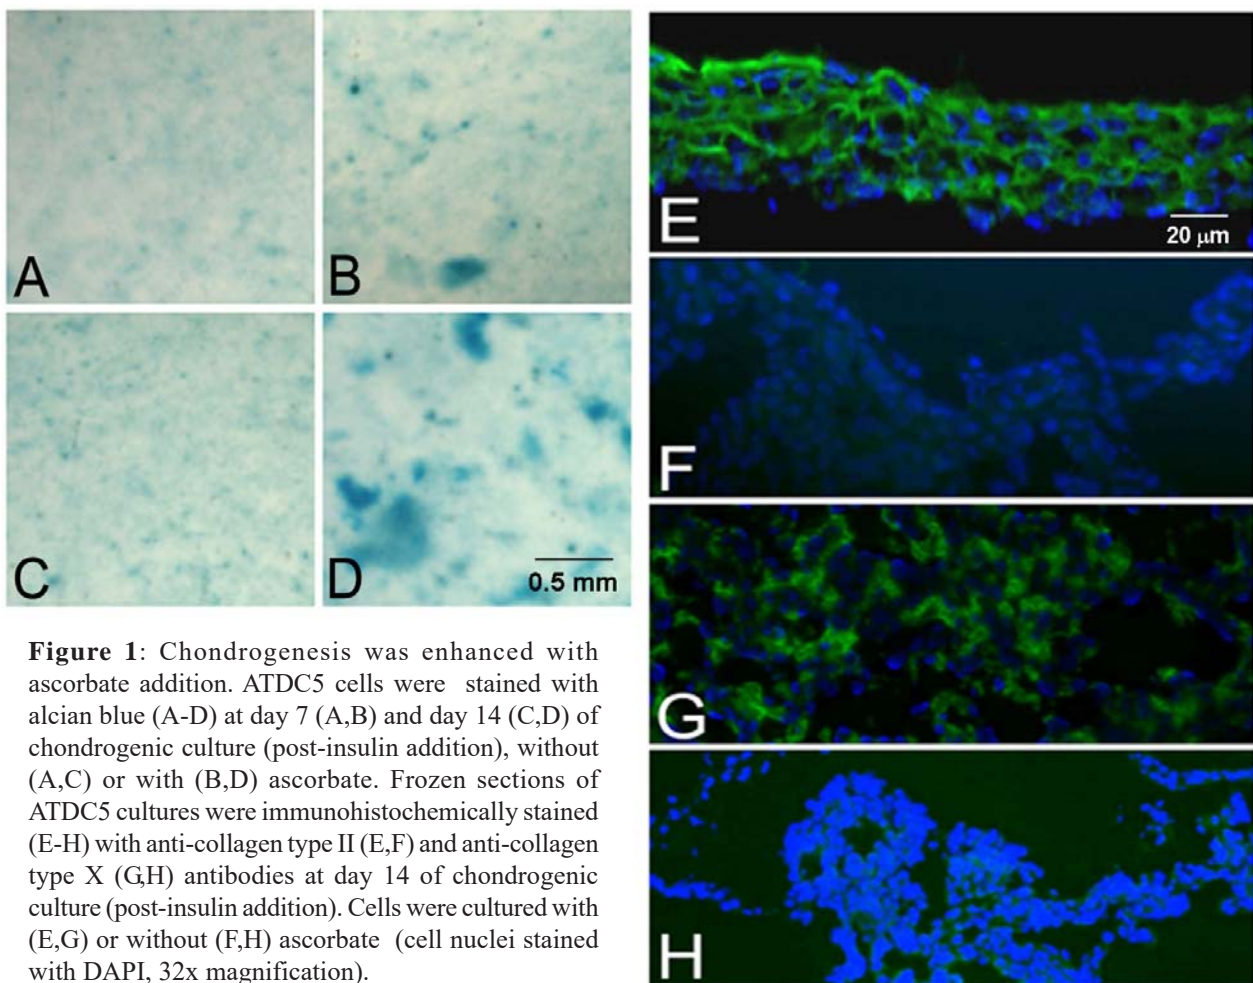 A
B
C
D
0.5 mm
E
20 μm
F
G
H
Figure 1: Chondrogenesis was enhanced with
ascorbate addition. ATDC5 cells were stained with
alcian blue (A-D) at day 7 (A,B) and day 14 (C,D) of
chondrogenic culture (post-insulin addition), without
(A,C) or with (B,D) ascorbate. Frozen sections of
ATDC5 cultures were immunohistochemically stained
(E-H) with anti-collagen type II (E,F) and anti-collagen
type X (G,H) antibodies at day 14 of chondrogenic
culture (post-insulin addition). Cells were cultured with
(E,G) or without (F,H) ascorbate (cell nuclei stained
with DAPI, 32x magnification).